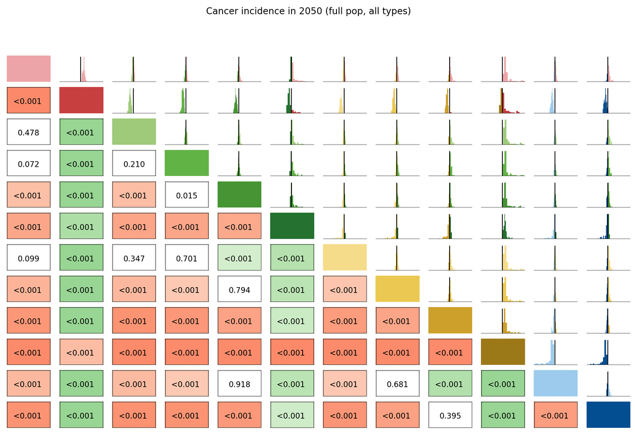 Cancer incidence in 2050 (full pop, all types)
<0.001
0.478 <0.001
0.072 <0.001 0.210
<0.001 <0.001 <0.001 0.015
<0.001 <0.001 <0.001 <0.001 <0.001
0.099 <0.001 0.347 0.701 <0.001 <0.001
<0.001 <0.001 <0.001 <0.001 0.794 <0.001 <0.001
<0.001 <0.001 <0.001 <0.001 <0.001 <0.001 <0.001 <0.001
<0.001 <0.001 <0.001 <0.001 <0.001 <0.001 <0.001 <0.001 <0.001
<0.001 <0.001 <0.001 <0.001 0.918 <0.001 <0.001 0.681 <0.001 <0.001
<0.001 <0.001 <0.001 <0.001 <0.001 <0.001 <0.001 <0.001 0.395 <0.001 <0.001